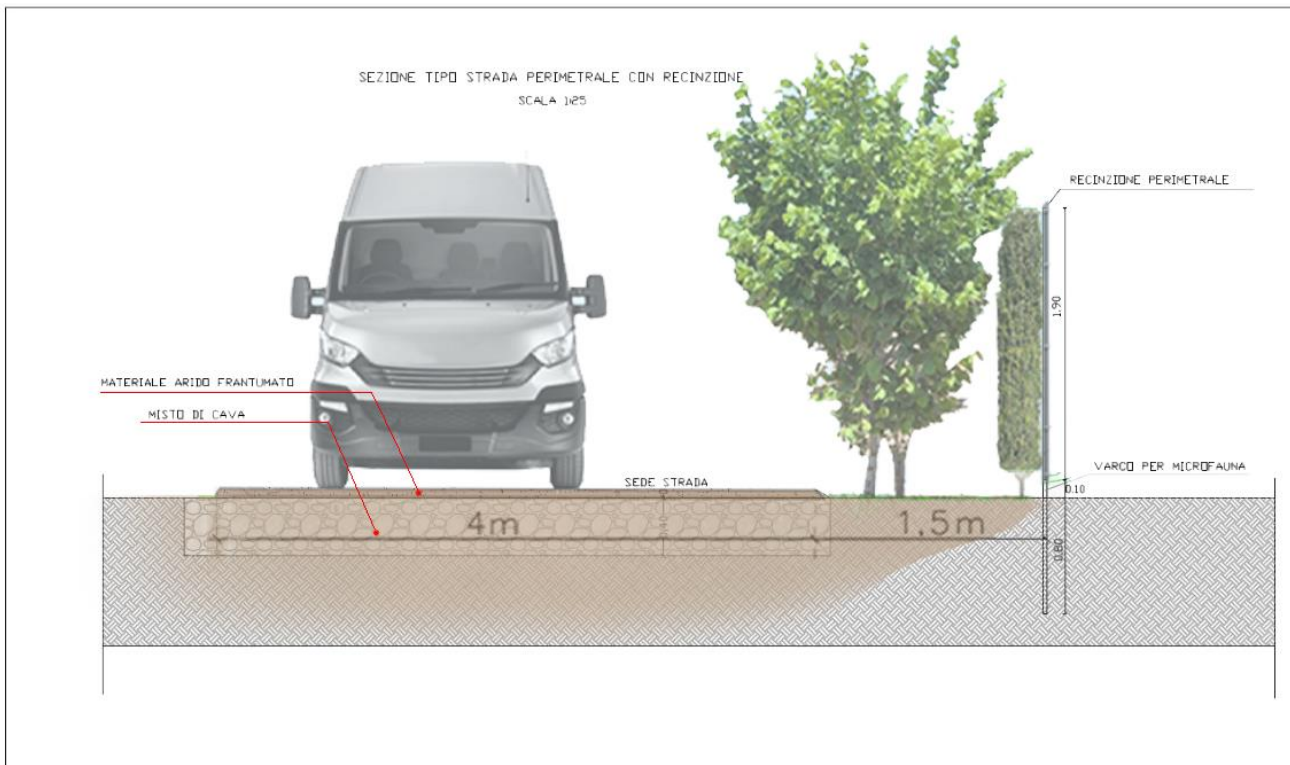 SEZIONE TIPO STRADA PERIMETRALE CON RECINZIONE
SCALA 1:25
RECINZIONE PERIMETRALE
1.90
MATERIALE ARIDO FRANTUMATO
MISTO DI CAVA
VARCO PER MICROFAUNA
SEDE STRADA
0.10
4m
1.5m
0.80